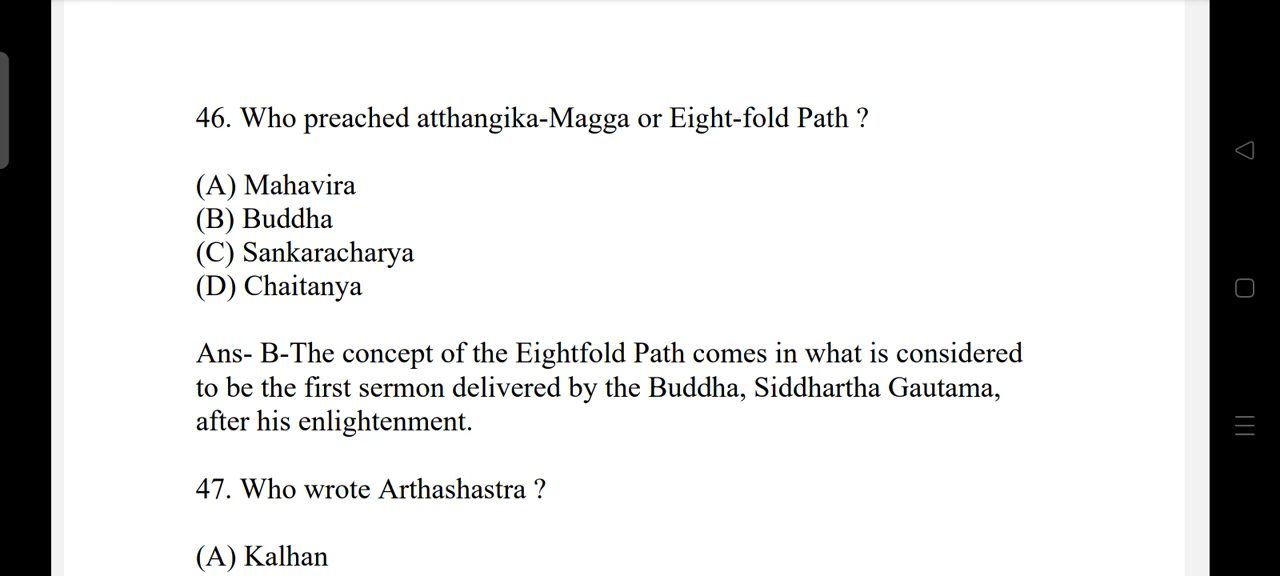 46. Who preached atthangika-Magga or Eight-fold Path ?
(A) Mahavira
(B) Buddha
(C) Sankaracharya
(D) Chaitanya
Ans- B-The concept of the Eightfold Path comes in what is considered
to be the first sermon delivered by the Buddha, Siddhartha Gautama,
after his enlightenment.
47. Who wrote Arthashastra ?
(A) Kalhan